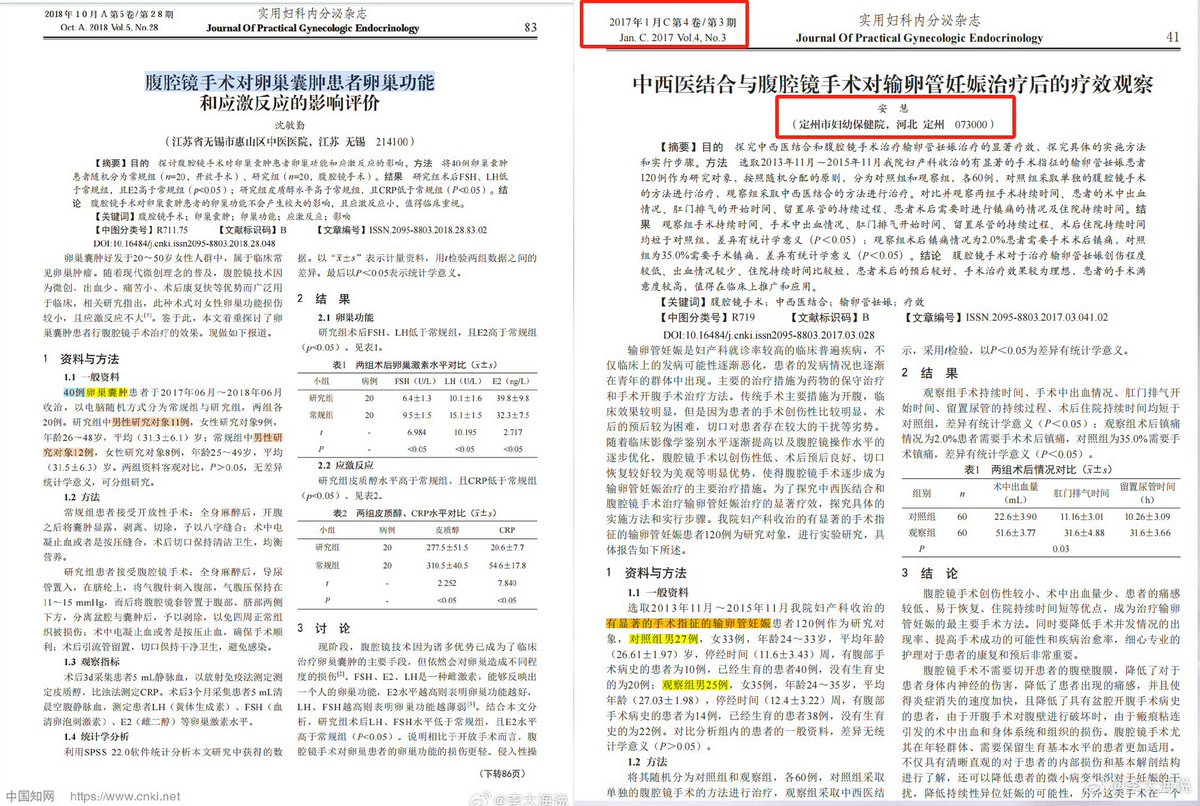 2018年10月A第5卷/第28期
Oct. A. 2018 Vol.5, No.28
实用妇科内分泌杂志
Journal Of Practical Gynecologic Endocrinology
83
腹腔镜手术对卵巢囊肿患者卵巢功能
和应激反应的影响评价
沈敏勤
(江苏省无锡市惠山区中医医院，江苏 无锡 214100)
【摘要】目的 探讨腹腔镜手术对卵巢囊肿患者卵巢功能和应激反应的影响。方法 将40例卵巢囊肿
患者随机分为常规组（n=20，开放手术）、研究组（n=20，腹腔镜手术）。结果 研究组术后FSH、LH低
于常规组，且E2高于常规组（p<0.05）；研究组皮质醇水平高于常规组，且CRP低于常规组（P<0.05）。结
论 腹腔镜手术对卵巢囊肿患者的卵巢功能不会产生较大的影响，且应激反应小，值得临床重视。
【关键词】腹腔镜手术；卵巢囊肿；卵巢功能；应激反应；影响
【中图分类号】R711.75 【文献标识码】B 【文章编号】ISSN.2095-8803.2018.28.83.02
DOI:10.16484/j.cnki.issn2095-8803.2018.28.048
卵巢囊肿好发于20～50岁女性人群中，属于临床常
见卵巢肿瘤。随着现代微创理念的普及，腹腔镜技术因
为微创、出血少、痛苦小、术后康复快等优势而广泛用
于临床。相关研究指出，此种术式对女性卵巢功能损伤
较小，且应激反应不大[1]。鉴于此，本文着重探讨了卵
巢囊肿患者行腹腔镜手术治疗的效果。现做如下报道。
1 资料与方法
1.1 一般资料
40例卵巢囊肿患者于2017年06月～2018年06月
收治，以电脑随机方式分为常规组与研究组，两组各
20例。研究组中男性研究对象11例，女性研究对象9例，
年龄26～48岁，平均（31.3±6.1）岁；常规组中男性研
究对象12例，女性研究对象8例，年龄25～49岁，平均
（31.5±6.3）岁。两组资料客观对比，P＞0.05，无差异
统计学意义，可分组研究。
1.2 方法
常规组患者接受开放性手术：全身麻醉后，开腹
之后将囊肿显露，剥离、切除，予以八字缝合；术中电
凝止血或者是按压缝合，术后切口保持清洁卫生，均衡
营养。
研究组患者接受腹腔镜手术：全身麻醉后，导尿
管置入，在脐轮上，将气腹针刺入腹部，气腹压保持在
11～15 mmHg，而后将腹腔镜套管置于腹部、脐部两侧
下方，分离盆腔与囊肿后，予以剥除，以免四周正常组
织被损伤；术中电凝止血或者是按压止血，确保手术顺
利；术后引流管留置，切口保持干净卫生，避免感染。
1.3 观察指标
术后3d采集患者5 mL静脉血，以放射免疫法测定测
定皮质醇，比浊法测定CRP。术后3个月采集患者5 mL清
晨空腹静脉血，测定患者LH（黄体生成素）、FSH（血
清卵泡刺激素）、E2（雌二醇）等卵巢激素水平。
1.4 统计学分析
利用SPSS 22.0软件统计分析本文研究中获得的数
据。以“x̄±s”表示计量资料，用t检验两组数据之间的
差异。最后以P＜0.05表示统计学意义。
2 结 果
2.1 卵巢功能
研究组术后FSH、LH低于常规组，且E2高于常规组
（p<0.05）。见表1。
表1 两组术后卵巢激素水平对比（x̄±s）
小组 病例 FSH（U/L） LH（U/L） E2（ng/L）
研究组 20 6.4±1.3 10.1±1.6 39.8±9.8
常规组 20 9.5±1.5 15.1±1.5 32.3±7.5
t - 6.984 10.195 2.717
P - <0.05 <0.05 <0.05
2.2 应激反应
研究组皮质醇水平高于常规组，且CRP低于常规组
（p<0.05）。见表2。
表2 两组皮质醇、CRP水平对比（x̄±s）
小组 病例 皮质醇 CRP
研究组 20 277.5±51.5 20.6±7.7
常规组 20 310.5±40.5 54.6±17.8
t - 2.252 7.840
P - <0.05 <0.05
3 讨 论
现阶段，腹腔镜技术因为诸多优势已成为了临床
治疗卵巢囊肿的主要手段，但依然会对卵巢造成不同程
度的损伤[2]。FSH、E2、LH是一种雌激素，能够反映出
一个人的卵巢功能，E2水平越高则表明卵巢功能越好，
LH、FSH越高则表明卵巢功能越薄弱[3]。结合本文分
析，研究组术后LH、FSH水平低于常规组，且E2水平
高于常规组（P<0.05）。说明相比于开放手术而言，腹
腔镜手术对卵巢患者的卵巢功能的损伤更轻。侵入性操
（下转86页）
中国知网 https://www.cnki.net
@李大海说
2017年1月C第4卷/第3期
Jan. C. 2017 Vol.4, No.3
实用妇科内分泌杂志
Journal Of Practical Gynecologic Endocrinology
41
中西医结合与腹腔镜手术对输卵管妊娠治疗后的疗效观察
安 慧
（定州市妇幼保健院，河北 定州 073000）
【摘要】目的 探究中西医结合和腹腔镜手术治疗输卵管妊娠治疗的显著疗效，探究具体的实施方法
和实行步骤。方法 选取2013年11月～2015年11月我院妇产科收治的有显著的手术指征的输卵管妊娠患者
120例作为研究对象，按照随机分配的原则，分为对照组和观察组，各60例，对照组采取单独的腹腔镜手术
的方法进行治疗，观察组采取中西医结合的方法进行治疗。对比并观察两组手术持续时间、患者的术中出血
情况、肛门排气的开始时间、留置尿管的持续过程、患者术后需要时进行镇痛的情况及住院持续时间。结
果 观察组手术持续时间、手术中出血情况、肛门排气开始时间、留置尿管的持续过程、术后住院持续时间
均短于对照组，差异有统计学意义（P＜0.05）；观察组术后镇痛情况为2.0%患者需要手术术后镇痛，对照
组为35.0%需要手术镇痛，差异有统计学意义（P＜0.05）。结论 腹腔镜手术对于治疗输卵管妊娠创伤程度
较低、出血情况较少、住院持续时间比较短，患者术后的预后较好，手术治疗效果较为理想，患者的手术满
意度较高，值得在临床上推广和应用。
【关键词】腹腔镜手术；中西医结合；输卵管妊娠；疗效
【中图分类号】R719 【文献标识码】B 【文章编号】ISSN.2095-8803.2017.03.041.02
DOI:10.16484/j.cnki.issn2095-8803.2017.03.028
输卵管妊娠是妇产科就诊率较高的临床普遍疾病，不
仅临床上的发病可能性逐渐恶化，患者的发病情况也逐渐
在青年的群体中出现。主要的治疗措施为药物的保守治疗
和手术开腹手术治疗方法。传统手术主要措施为开腹，临
床效果较明显，但是因为患者的手术创伤性比较明显，术
后的预后较为困难，切口对患者存在较大的干扰等劣势。
随着临床影像学鉴别水平逐渐提高以及腹腔镜操作水平的
逐步优化，腹腔镜手术以创伤性低、术后预后良好、切口
恢复较好较为美观等明显优势，使得腹腔镜手术逐步成为
输卵管妊娠治疗的主要治疗措施。为了探究中西医结合和
腹腔镜手术治疗输卵管妊娠治疗的显著疗效，探究具体的
实施方法和实行步骤。我院妇产科收治的有显著的手术指
征的输卵管妊娠患者120例为研究对象，进行实验研究，具
体报告如下所述。
1 资料与方法
1.1 一般资料
选取2013年11月～2015年11月我院妇产科收治的
有显著的手术指征的输卵管妊娠患者120例作为研究对
象，对照组男27例，女33例，年龄24～33岁，平均年龄
（26.61±1.97）岁，停经时间（11.6±3.43）周，有腹部手
术病史的患者为10例，已经生育的患者40例，没有生育史
的为20例；观察组男25例，女35例，年龄24～35岁，平均
年龄（27.03±1.98），停经时间（12.4±3.22）周，有腹部
手术病史的患者为14例，已经生育的患者38例，没有生育
史的为22例。对比分析组内的患者的一般资料，差异无统
计学意义（P＞0.05）。
1.2 方法
将其随机分为对照组和观察组，各60例，对照组采取
单独的腹腔镜手术的方法进行治疗，观察组采取中西医结
示，采用t检验，以P＜0.05为差异有统计学意义。
2 结 果
观察组手术持续时间、手术中出血情况、肛门排气开
始时间、留置尿管的持续过程、术后住院持续时间均短于
对照组，差异有统计学意义（P＜0.05）；观察组术后镇痛
情况为2.0%患者需要手术术后镇痛，对照组为35.0%需要手
术镇痛，差异有统计学意义（P＜0.05）。
表1 两组术后情况对比（x̄±s）
组别 n 术中出血量（mL） 肛门排气时间 留置尿管时间（h）
对照组 60 22.6±3.90 11.16±3.01 10.26±3.09
观察组 60 51.6±3.77 31.6±4.88 31.6±3.66
P 0.03
3 结 论
腹腔镜手术创伤性较小、术中出血量少、患者的痛感
较低、易于恢复、住院持续时间短等优点，成为治疗输卵
管妊娠的最主要手术方法。同时要降低手术并发情况的出
现率、提高手术成功的可能性和疾病治愈率，细心专业的
护理对于患者的康复和预后非常重要。
腹腔镜手术不需要切开患者的腹壁腹膜，降低了对于
患者身体内神经的伤害，降低了患者出现的痛感，并且使
得炎症消失的速度加快，且降低了具有盆腔开腹手术病史
的患者，由于开腹手术对腹壁进行破坏时，由于瘢痕粘连
引发的术中出血和身体系统和组织的损伤。腹腔镜手术尤
其在年轻群体、需要保留生育基本水平的患者更加适用。
不仅具有清晰直观的对于患者的内部损伤和基本解剖结构
进行了解，还可以降低患者的微小病变组织对于妊娠的干
扰，降低持续性异位妊娠的可能性，另外这类手术在一个
@李大海说